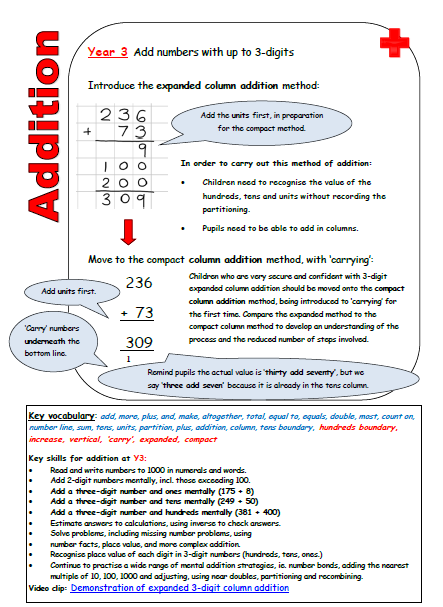 Addition
Year 3 Add numbers with up to 3-digits
Introduce the expanded column addition method:
2 3 6
+ 7 3
9
1 0 0
2 0 0
3 0 9
Add the units first, in preparation
for the compact method.
In order to carry out this method of addition:
• Children need to recognise the value of the
hundreds, tens and units without recording the
partitioning.
• Pupils need to be able to add in columns.
Move to the compact column addition method, with ‘carrying’:
Add units first.
‘Carry’ numbers
underneath the
bottom line.
236
+ 73
309
1
Children who are very secure and confident with 3-digit
expanded column addition should be moved onto the compact
column addition method, being introduced to ‘carrying’ for
the first time. Compare the expanded method to the
compact column method to develop an understanding of the
process and the reduced number of steps involved.
Remind pupils the actual value is ‘thirty add seventy’, but we
say ‘three add seven’ because it is already in the tens column.
Key vocabulary: add, more, plus, and, make, altogether, total, equal to, equals, double, most, count on,
number line, sum, tens, units, partition, plus, addition, column, tens boundary, hundreds boundary,
increase, vertical, ‘carry’, expanded, compact
Key skills for addition at Y3:
• Read and write numbers to 1000 in numerals and words.
• Add 2-digit numbers mentally, incl. those exceeding 100.
• Add a three-digit number and ones mentally (175 + 8)
• Add a three-digit number and tens mentally (249 + 50)
• Add a three-digit number and hundreds mentally (381 + 400)
• Estimate answers to calculations, using inverse to check answers.
• Solve problems, including missing number problems, using
• number facts, place value, and more complex addition.
• Recognise place value of each digit in 3-digit numbers (hundreds, tens, ones.)
• Continue to practise a wide range of mental addition strategies, ie. number bonds, adding the nearest
multiple of 10, 100, 1000 and adjusting, using near doubles, partitioning and recombining.
Video clip: Demonstration of expanded 3-digit column addition